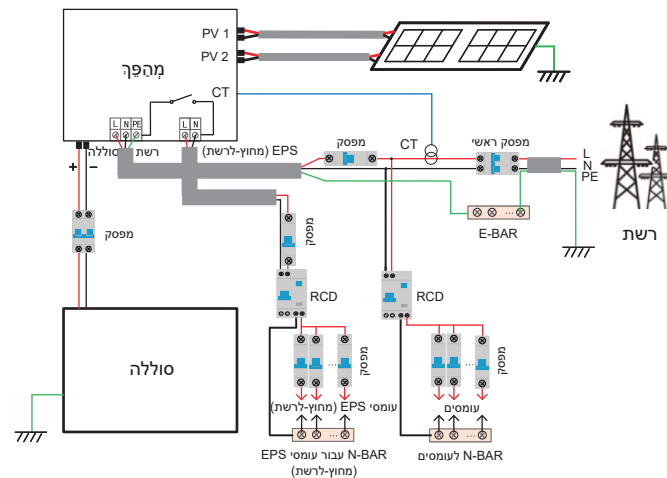 PV 1
PV 2
מְהַפֵּךְ
CT
L N PE
L N
סוללה
רשת
EPS (מחוץ-לרשת)
+
−
מפסק
CT
מפסק ראשי
L
N
PE
רשת
E-BAR
מפסק
מפסק
RCD
RCD
סוללה
מפסק
מפסק
עומסי EPS (מחוץ-לרשת)
עומסים
N-BAR עבור עומסי EPS
(מחוץ-לרשת)
N-BAR לעומסים